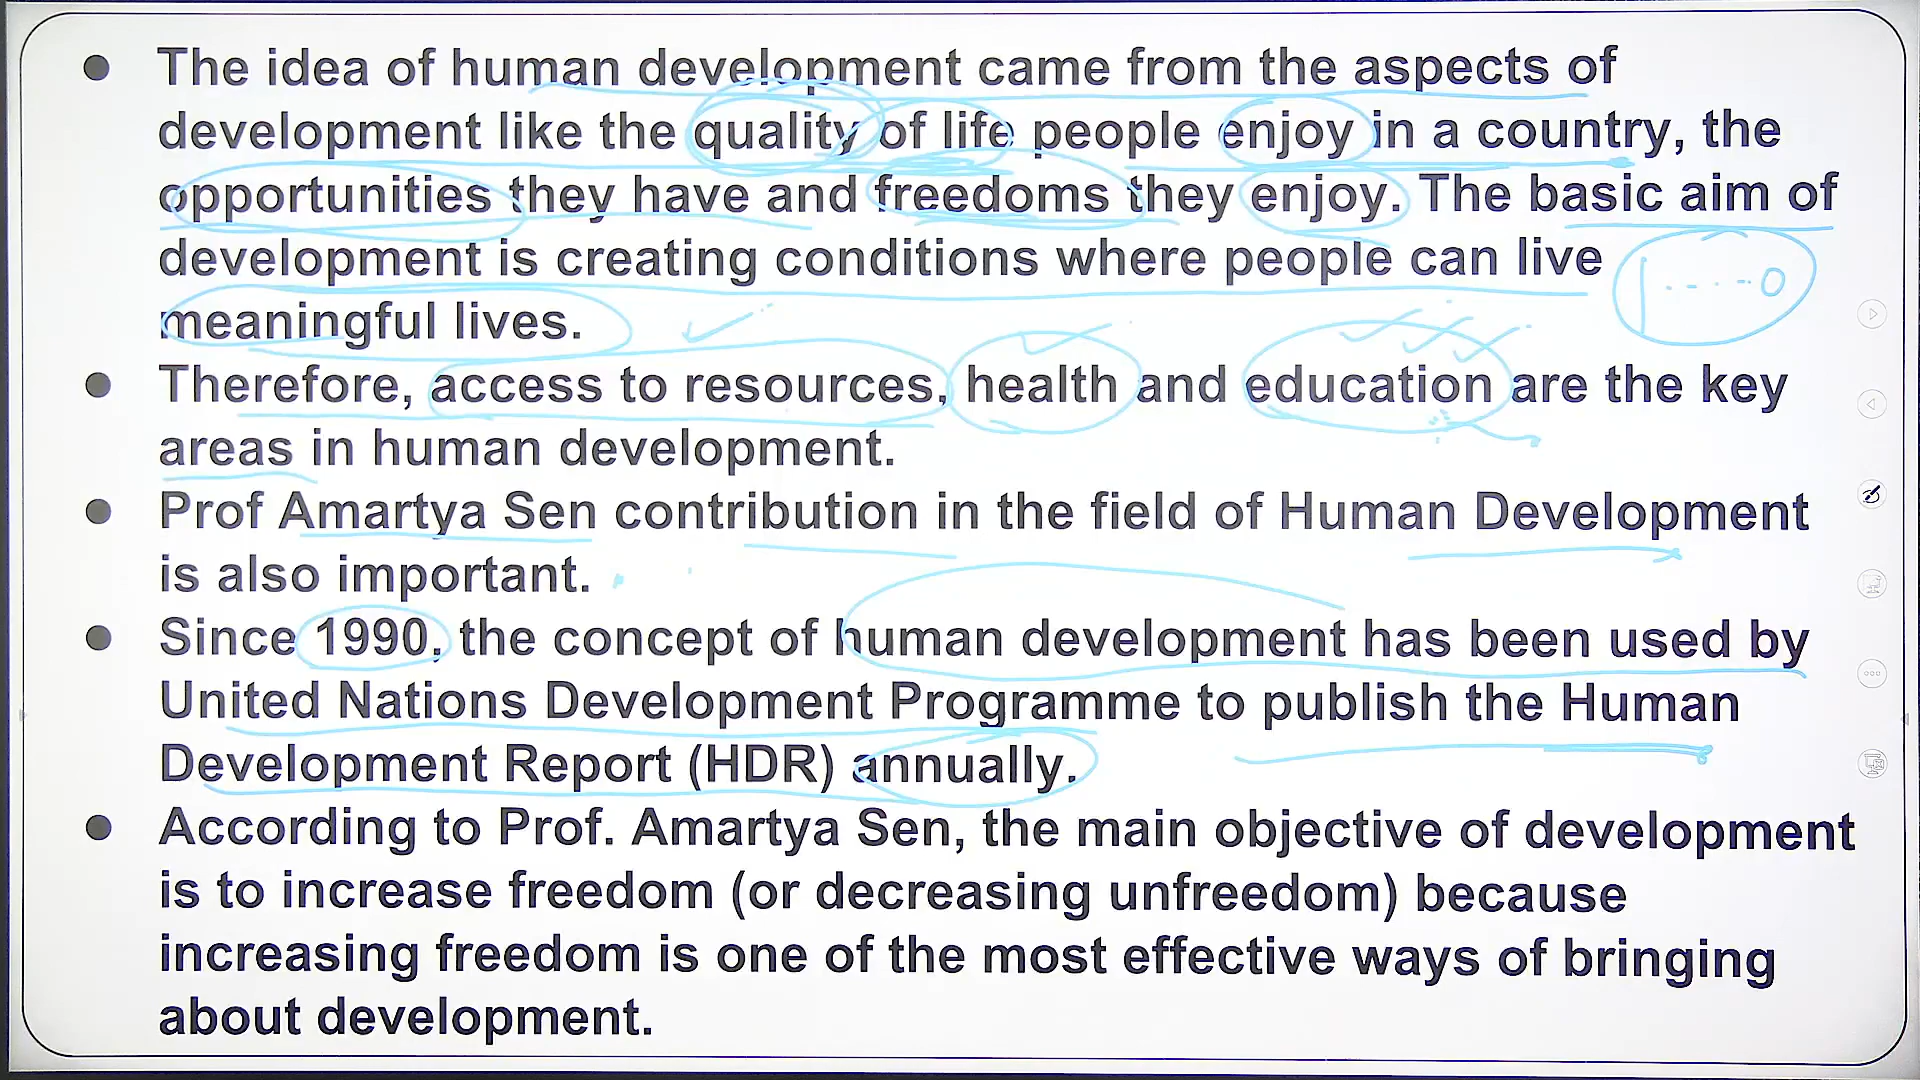 ● The idea of human development came from the aspects of
development like the quality of life people enjoy in a country, the
opportunities they have and freedoms they enjoy. The basic aim of
development is creating conditions where people can live
meaningful lives.
● Therefore, access to resources, health and education are the key
areas in human development.
● Prof Amartya Sen contribution in the field of Human Development
is also important.
● Since 1990, the concept of human development has been used by
United Nations Development Programme to publish the Human
Development Report (HDR) annually.
● According to Prof. Amartya Sen, the main objective of development
is to increase freedom (or decreasing unfreedom) because
increasing freedom is one of the most effective ways of bringing
about development.